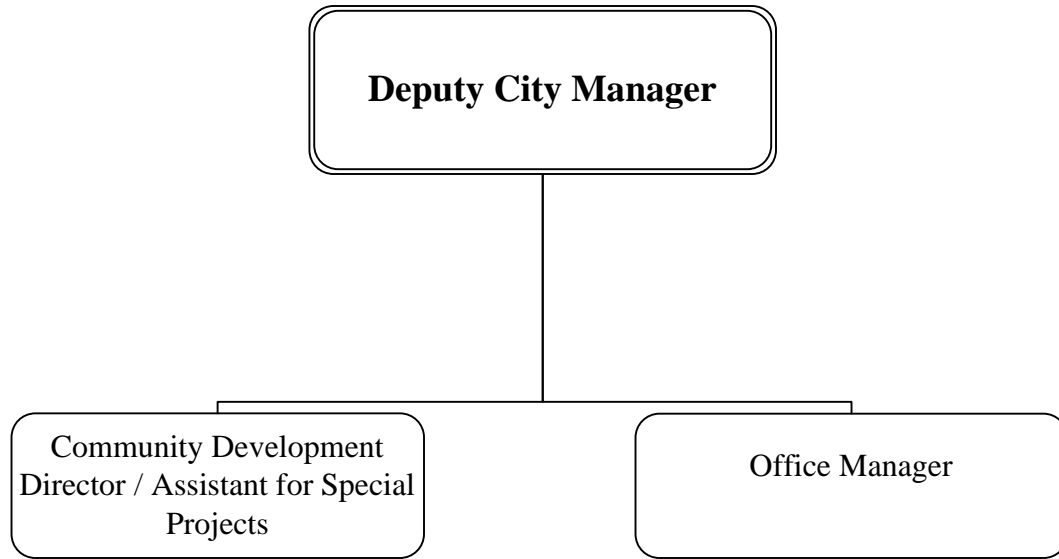 Deputy City Manager
Community Development
Director / Assistant for Special
Projects
Office Manager